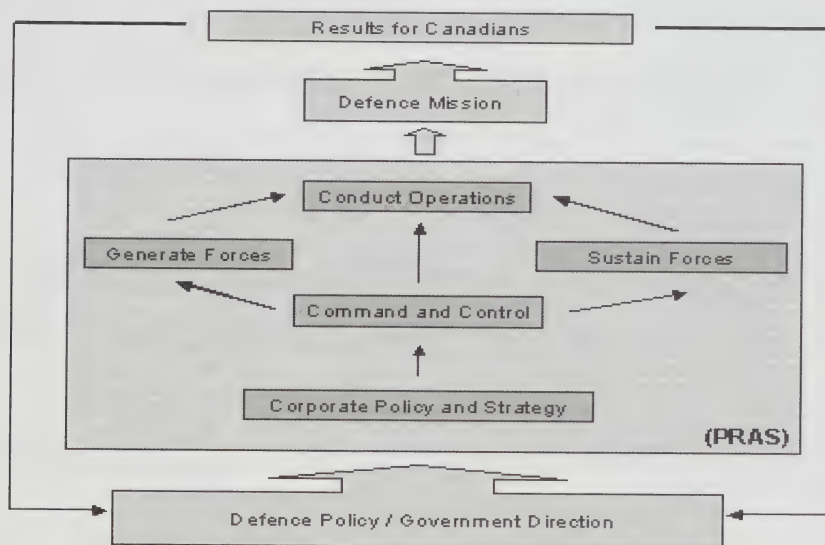 Results for Canadians
Defence Mission
Conduct Operations
Generate Forces
Sustain Forces
Command and Control
Corporate Policy and Strategy
(PRAS)
Defence Policy / Government Direction